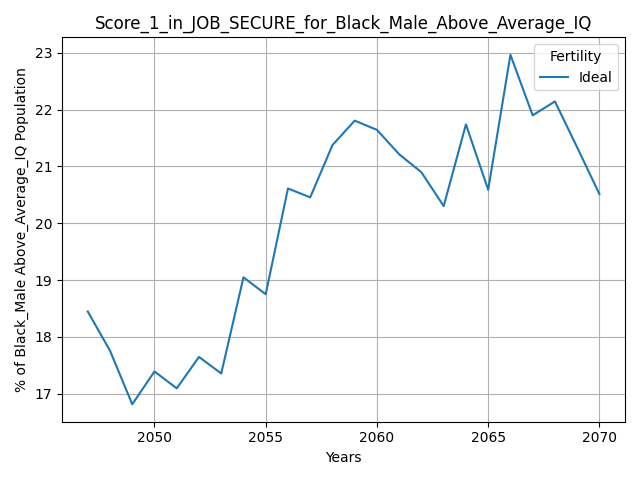 Score_1_in_JOB_SECURE_for_Black_Male_Above_Average_IQ
Fertility
Ideal
% of Black_Male Above_Average_IQ Population
23
22
21
20
19
18
17
2050
2055
2060
2065
2070
Years